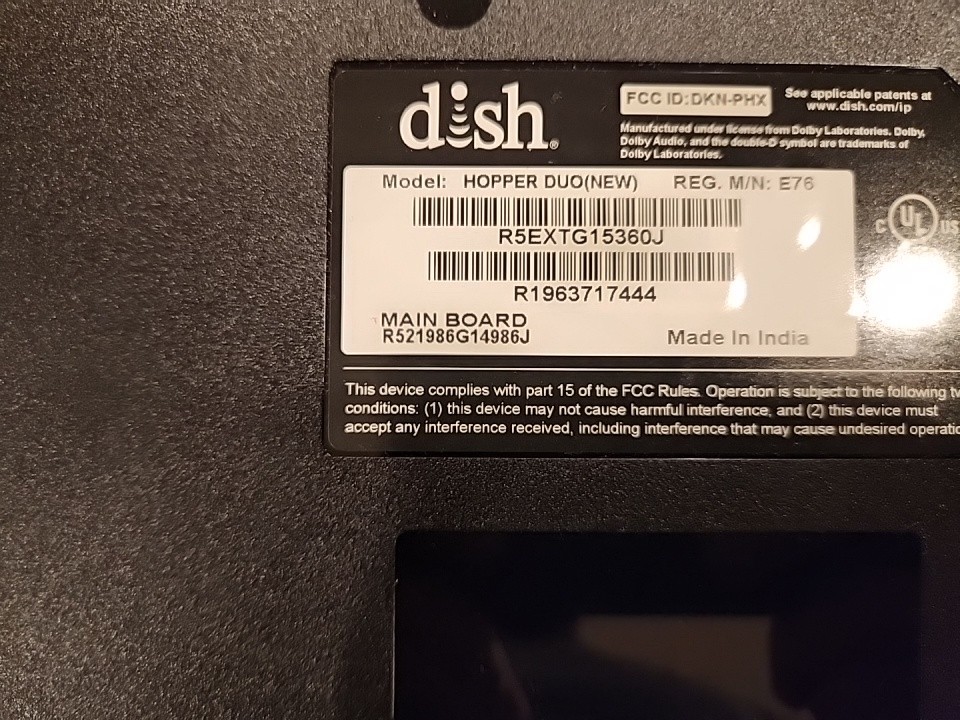 dish®
FCC ID:DKN-PHX
See applicable patents at
www.dish.com/ip
Manufactured under license from Dolby Laboratories. Dolby,
Dolby Audio, and the double-D symbol are trademarks of
Dolby Laboratories.
Model: HOPPER DUO(NEW) REG. M/N: E76
R5EXTG15360J
R1963717444
MAIN BOARD
R521986G14986J
Made In India
C UL US
This device complies with part 15 of the FCC Rules. Operation is subject to the following
conditions: (1) this device may not cause harmful interference, and (2) this device must
accept any interference received, including interference that may cause undesired